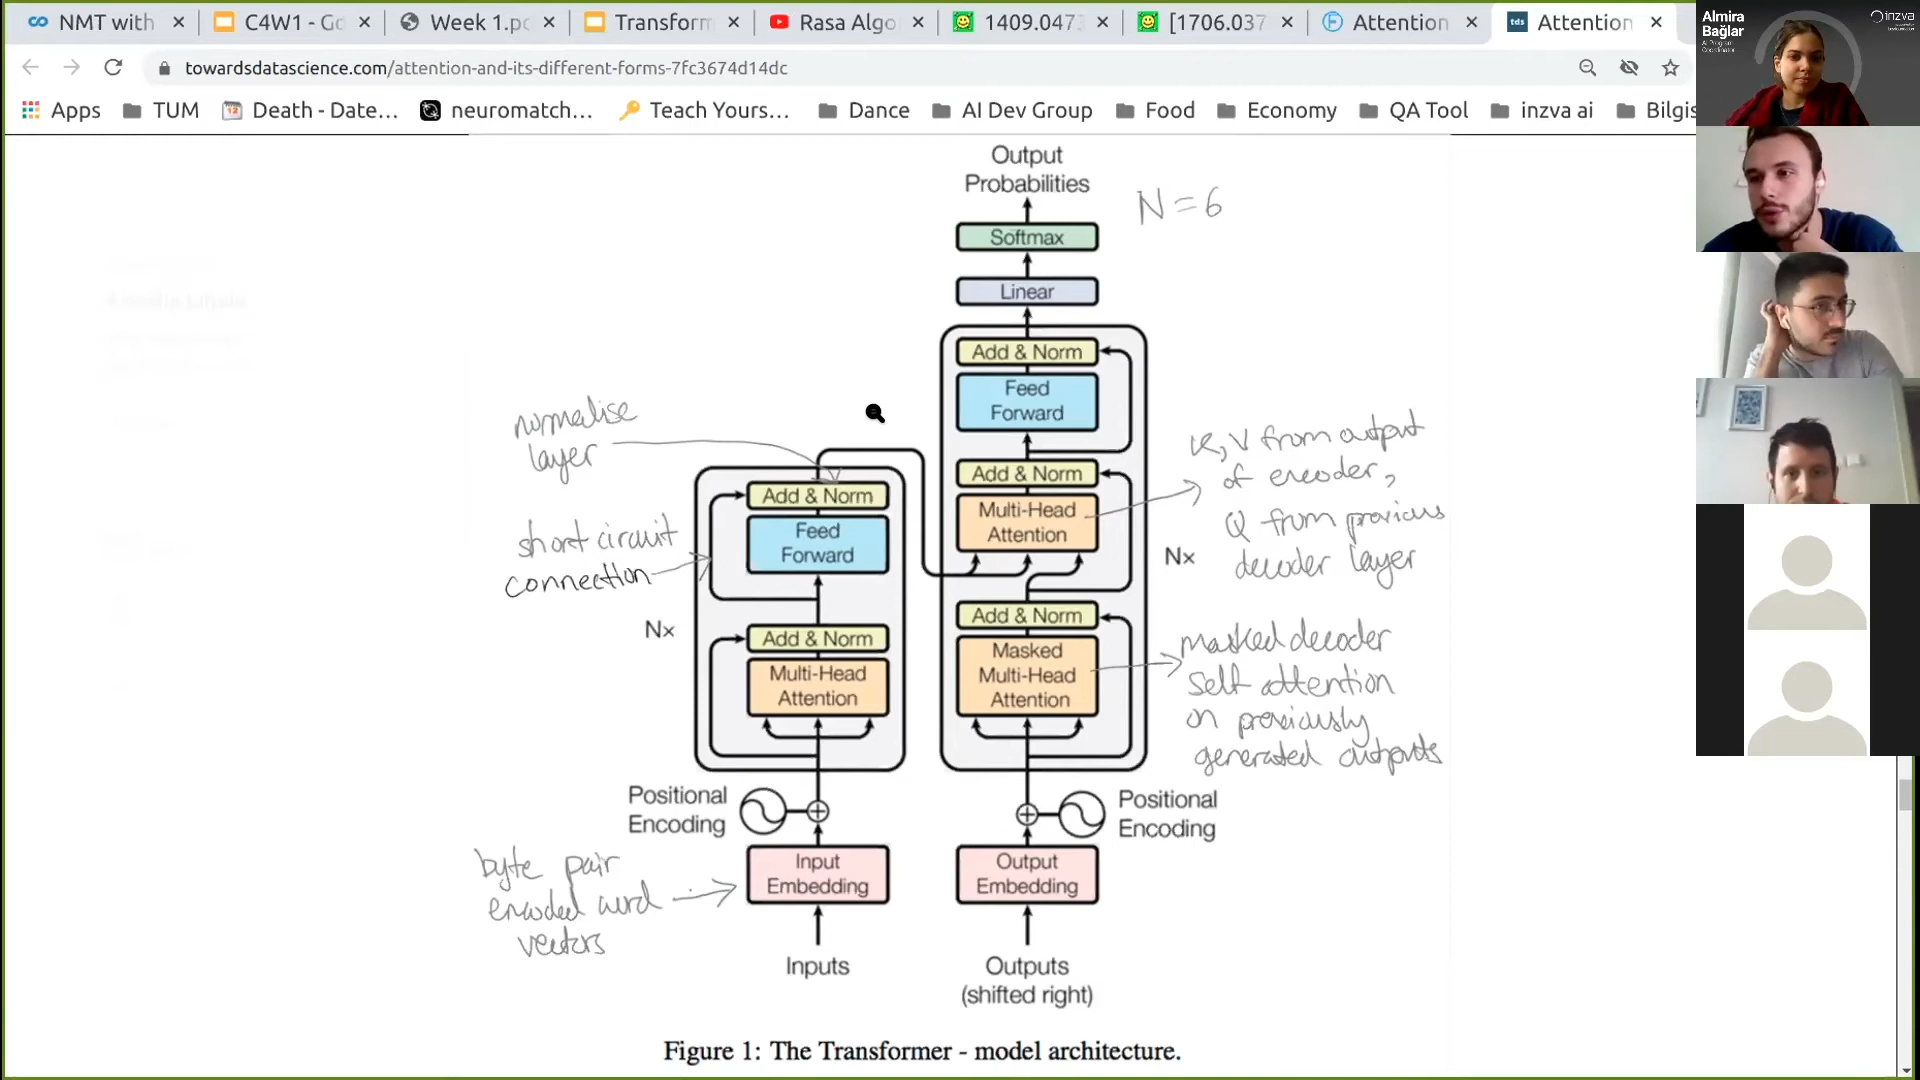 NMT with
C4W1 - Go
Week 1.pd
Transform
Rasa Algo
1409.0473
[1706.037
Attention
tds Attention
towardsdatascience.com/attention-and-its-different-forms-7fc3674d14dc
Apps
TUM
Death - Date...
neuromatch...
Teach Yours...
Dance
AI Dev Group
Food
Economy
QA Tool
inzva ai
Bilgis
Almira
Bağlar
AI Program
Coordinator
inzva
Output
Probabilities
N=6
Softmax
Linear
Add & Norm
Feed
Forward
Add & Norm
Multi-Head
Attention
K, V from output
of encoder,
Q from previous
decoder layer
Nx
Add & Norm
Masked
Multi-Head
Attention
masked decoder
self attention
on previously
generated outputs
normalise
layer
Add & Norm
Feed
Forward
short circuit
connection
Nx
Add & Norm
Multi-Head
Attention
Positional
Encoding
Positional
Encoding
byte pair
encoded word
vectors
Input
Embedding
Output
Embedding
Inputs
Outputs
(shifted right)
Figure 1: The Transformer - model architecture.